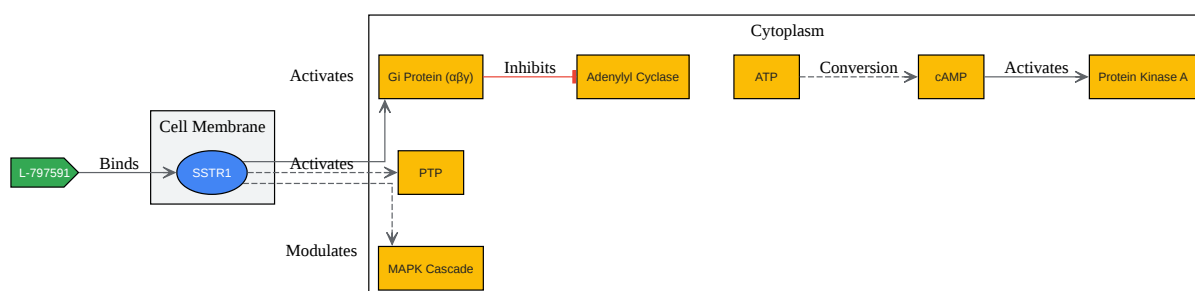 Cytoplasm
Activates
Gi Protein (αβγ)
Inhibits
Adenylyl Cyclase
ATP
Conversion
cAMP
Activates
Protein Kinase A
Cell Membrane
L-797591
Binds
SSTR1
Activates
PTP
Modulates
MAPK Cascade